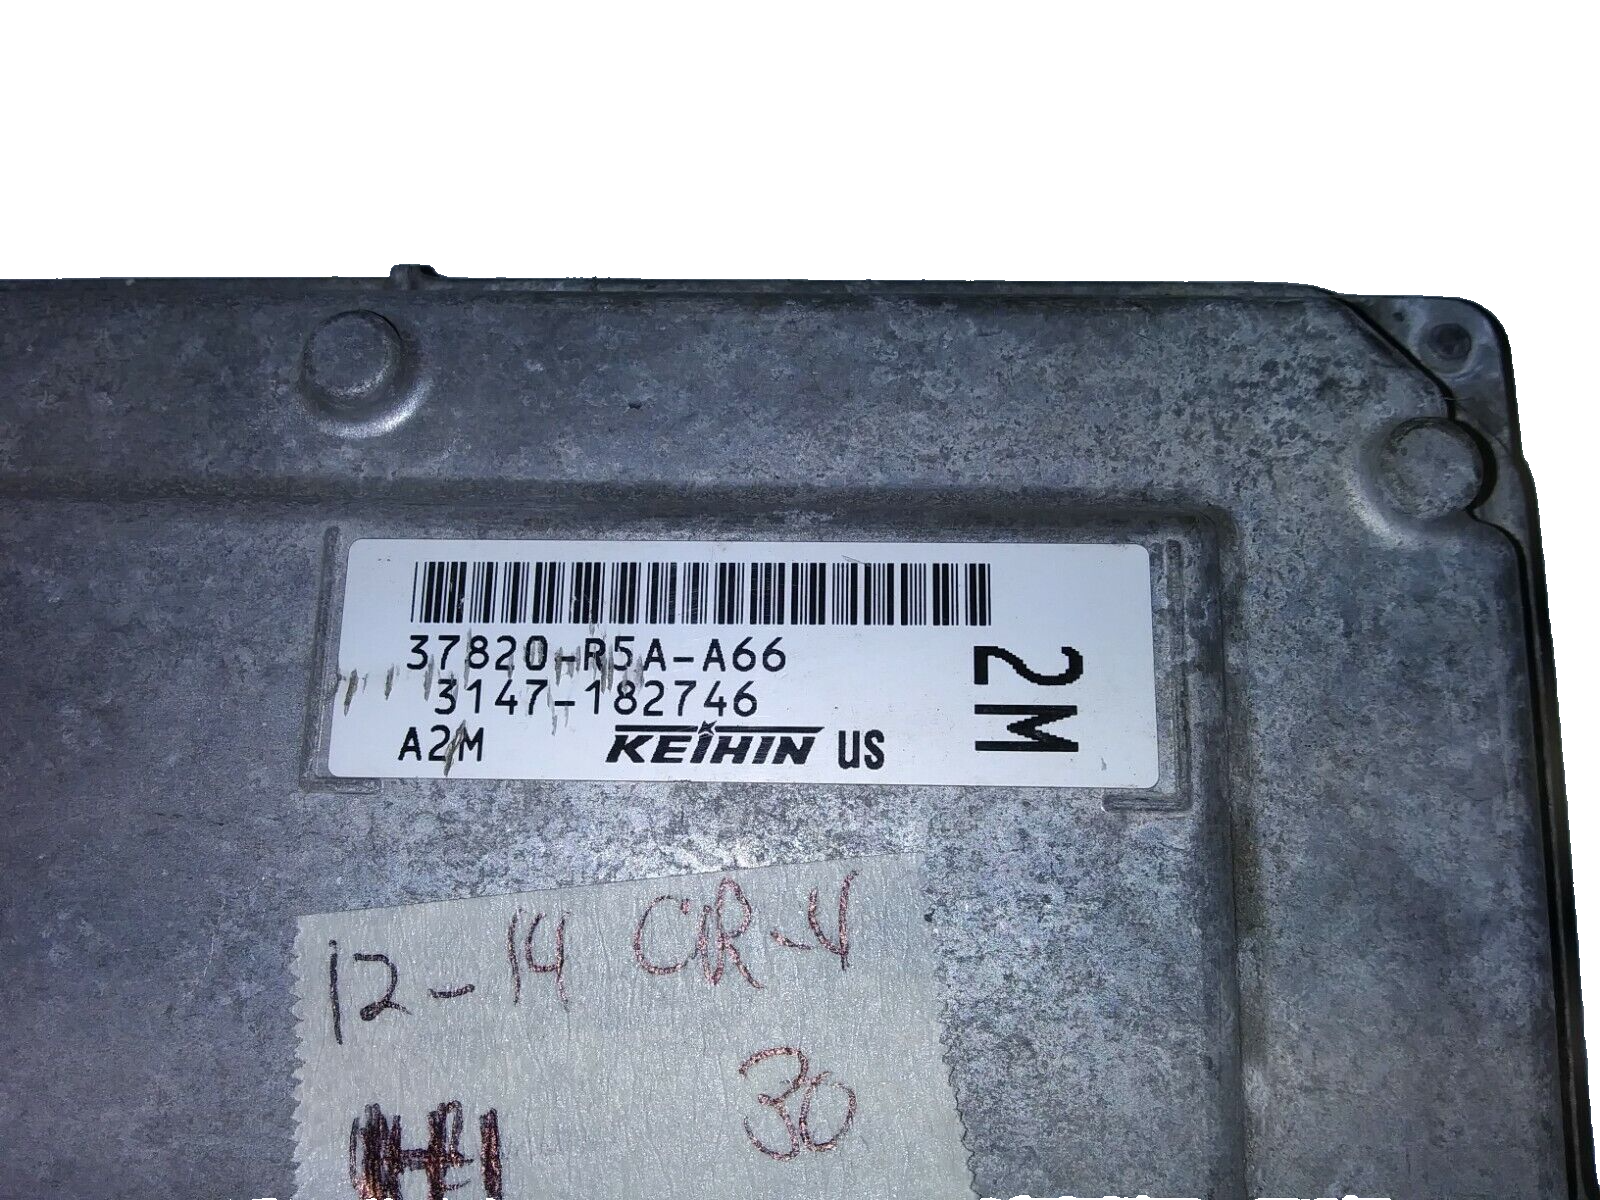 37820-R5A-A66
3147-182746
A2M KEIHIN US
2M
12-14 CR-V
30